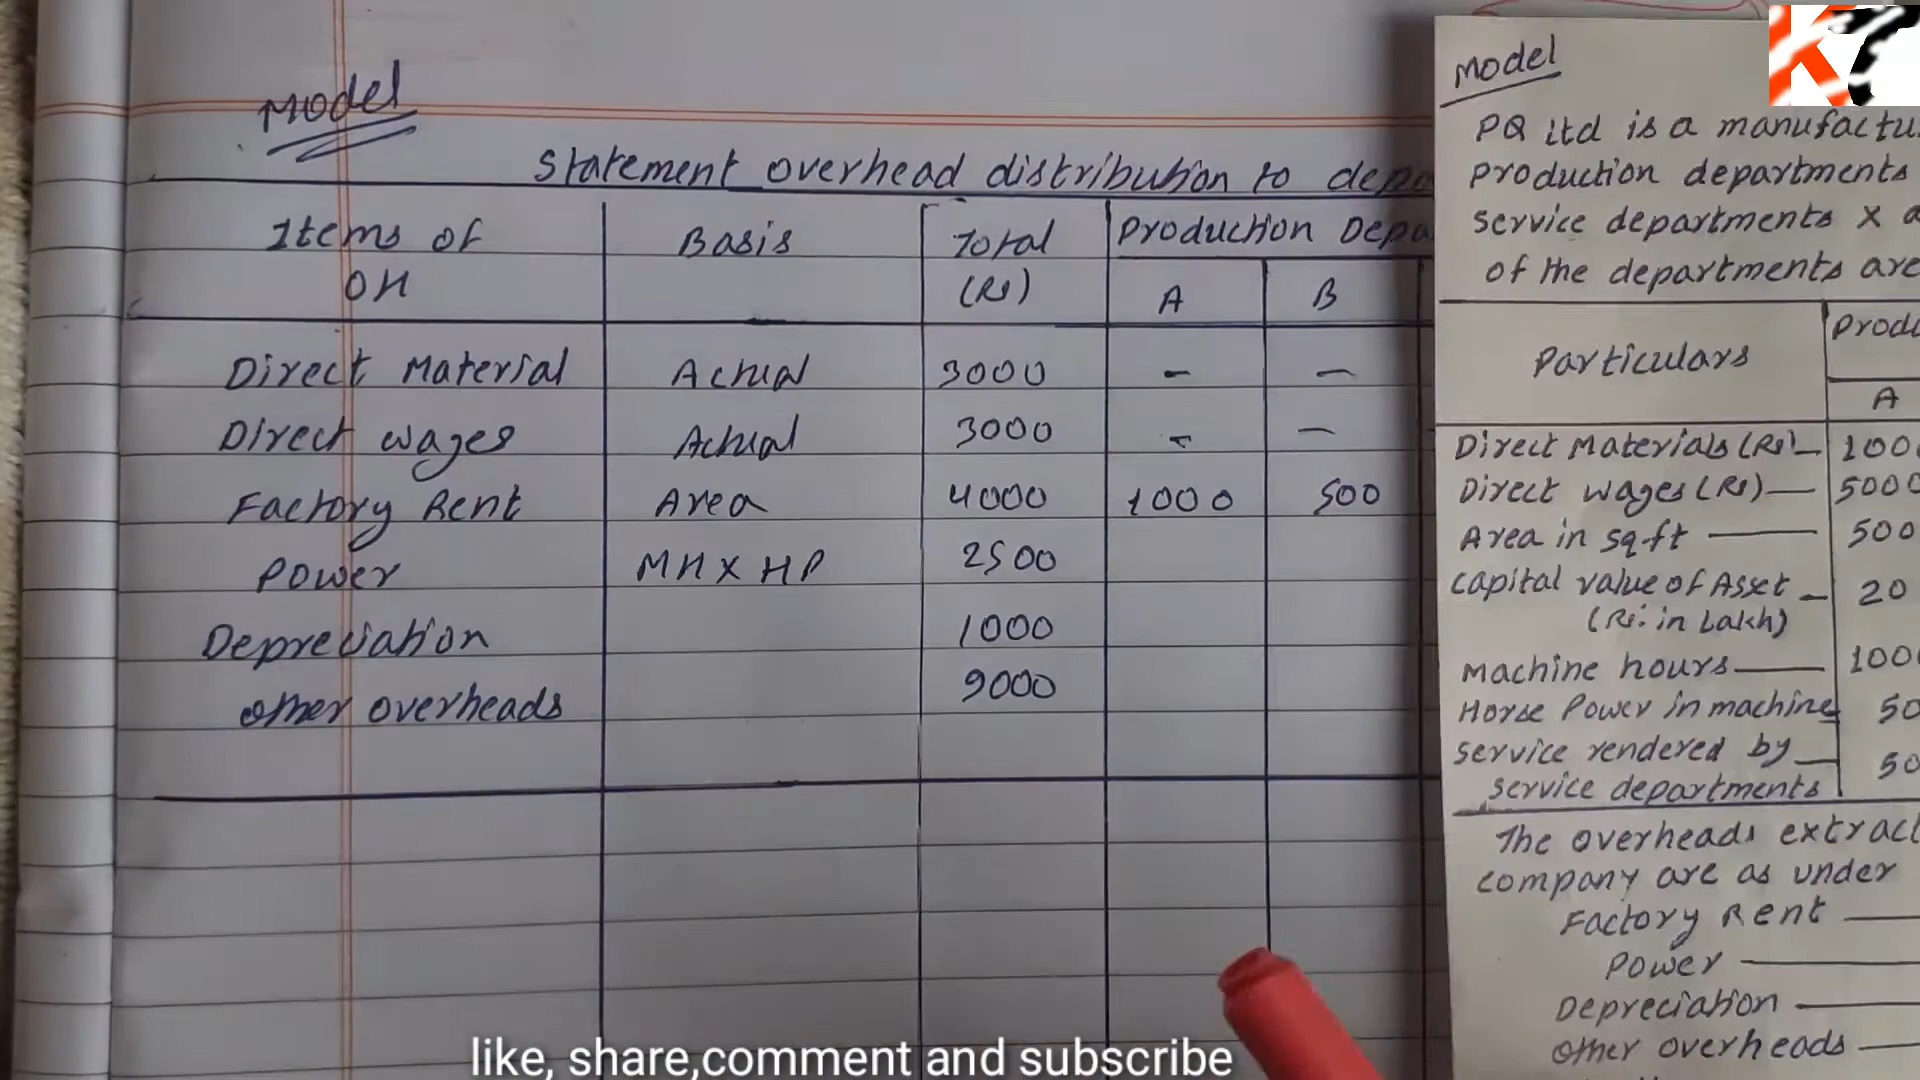 Model
Statement overhead distribution to depa
Items of OH Basis Total (Rs) Production Depa
A B
Direct Material Actual 3000 - -
Direct wages Actual 3000 - -
Factory Rent Area 4000 1000 500
Power MH X HP 2500
Depreciation 1000
other overheads 9000
Model
PQ Ltd is a manufactu
production departments
service departments X a
of the departments are
Particulars Produ
A
Direct Materials (Rs) 100
Direct wages (Rs) 5000
Area in sq.ft 500
capital value of Asset 20
(Rs: in Lakh)
machine hours 100
Horse Power in machine 50
service rendered by 50
service departments
The overheads extract
company are as under
Factory Rent
Power
Depreciation
other overheads
like, share,comment and subscribe